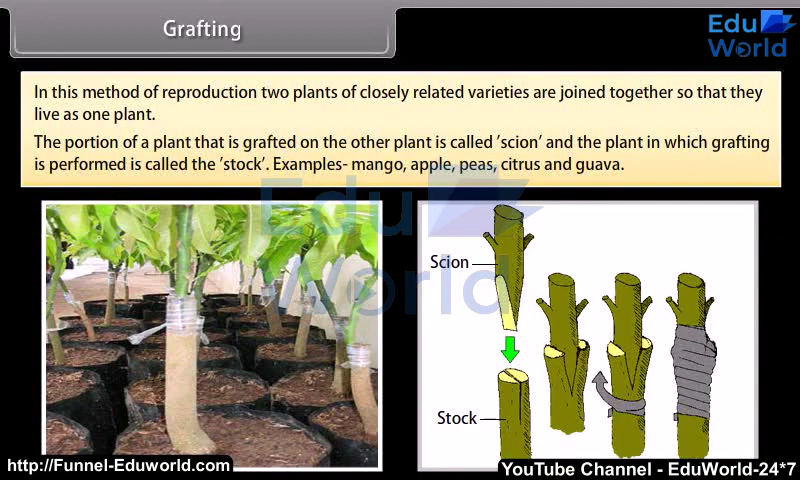 Grafting
Edu
World
In this method of reproduction two plants of closely related varieties are joined together so that they
live as one plant.
The portion of a plant that is grafted on the other plant is called 'scion' and the plant in which grafting
is performed is called the 'stock'. Examples- mango, apple, peas, citrus and guava.
Edu
World
Scion
Stock
http://Funnel-Eduworld.com
YouTube Channel - EduWorld-24*7